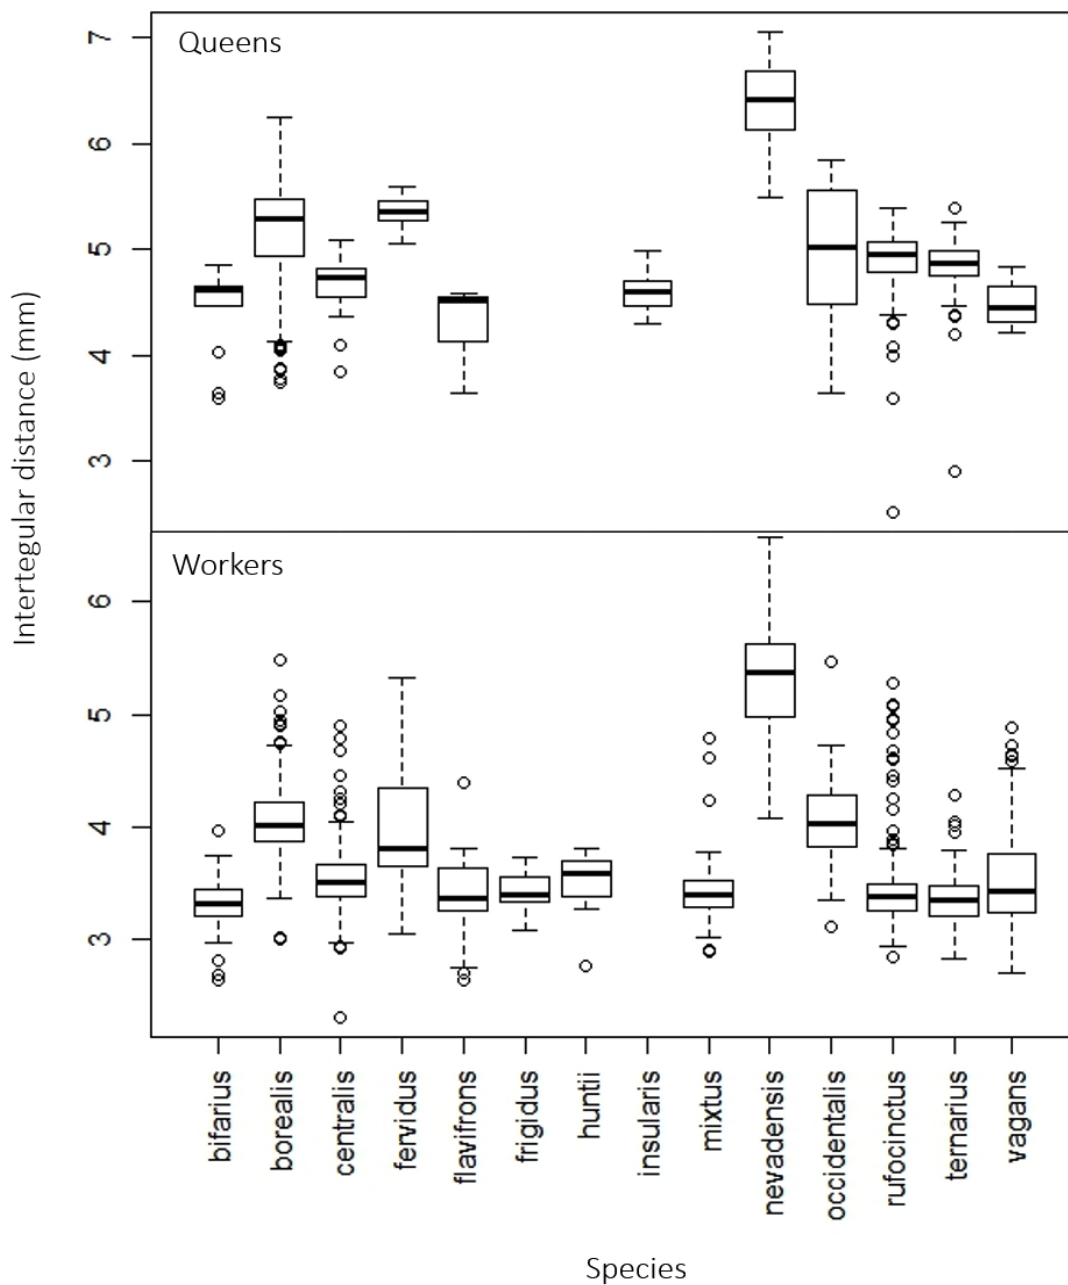 Queens
7
6
5
4
3
Intertegular distance (mm)
Workers
6
5
4
3
bifarius
borealis
centralis
fervidus
flavifrons
frigidus
huntii
insularis
mixtus
nevadensis
occidentalis
rufocinctus
ternarius
vagans
Species